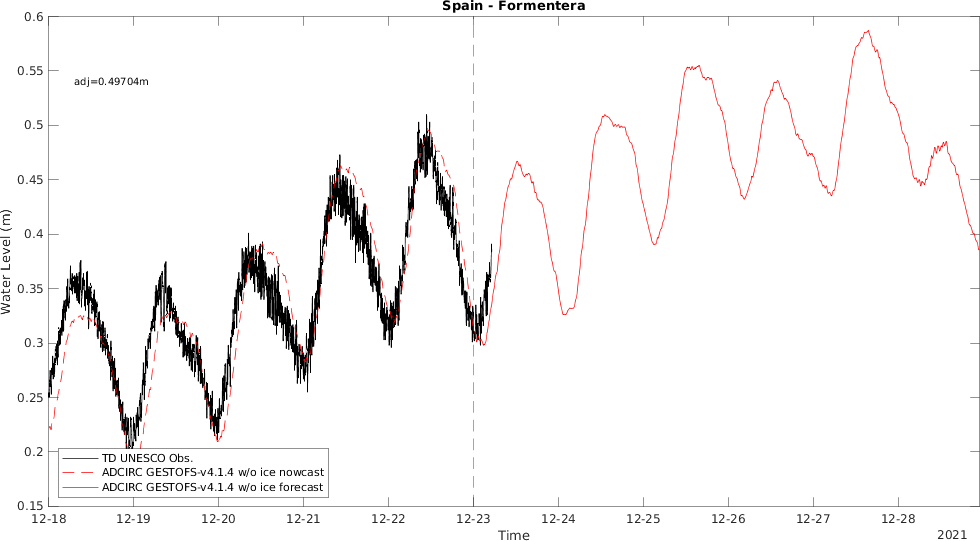 Spain - Formentera
0.6
0.55
adj=0.49704m
0.5
0.45
0.4
0.35
0.3
0.25
0.2
0.15
Water Level (m)
TD UNESCO Obs.
ADCIRC GESTOFS-v4.1.4 w/o ice nowcast
ADCIRC GESTOFS-v4.1.4 w/o ice forecast
12-18 12-19 12-20 12-21 12-22 12-23 12-24 12-25 12-26 12-27 12-28
Time
2021